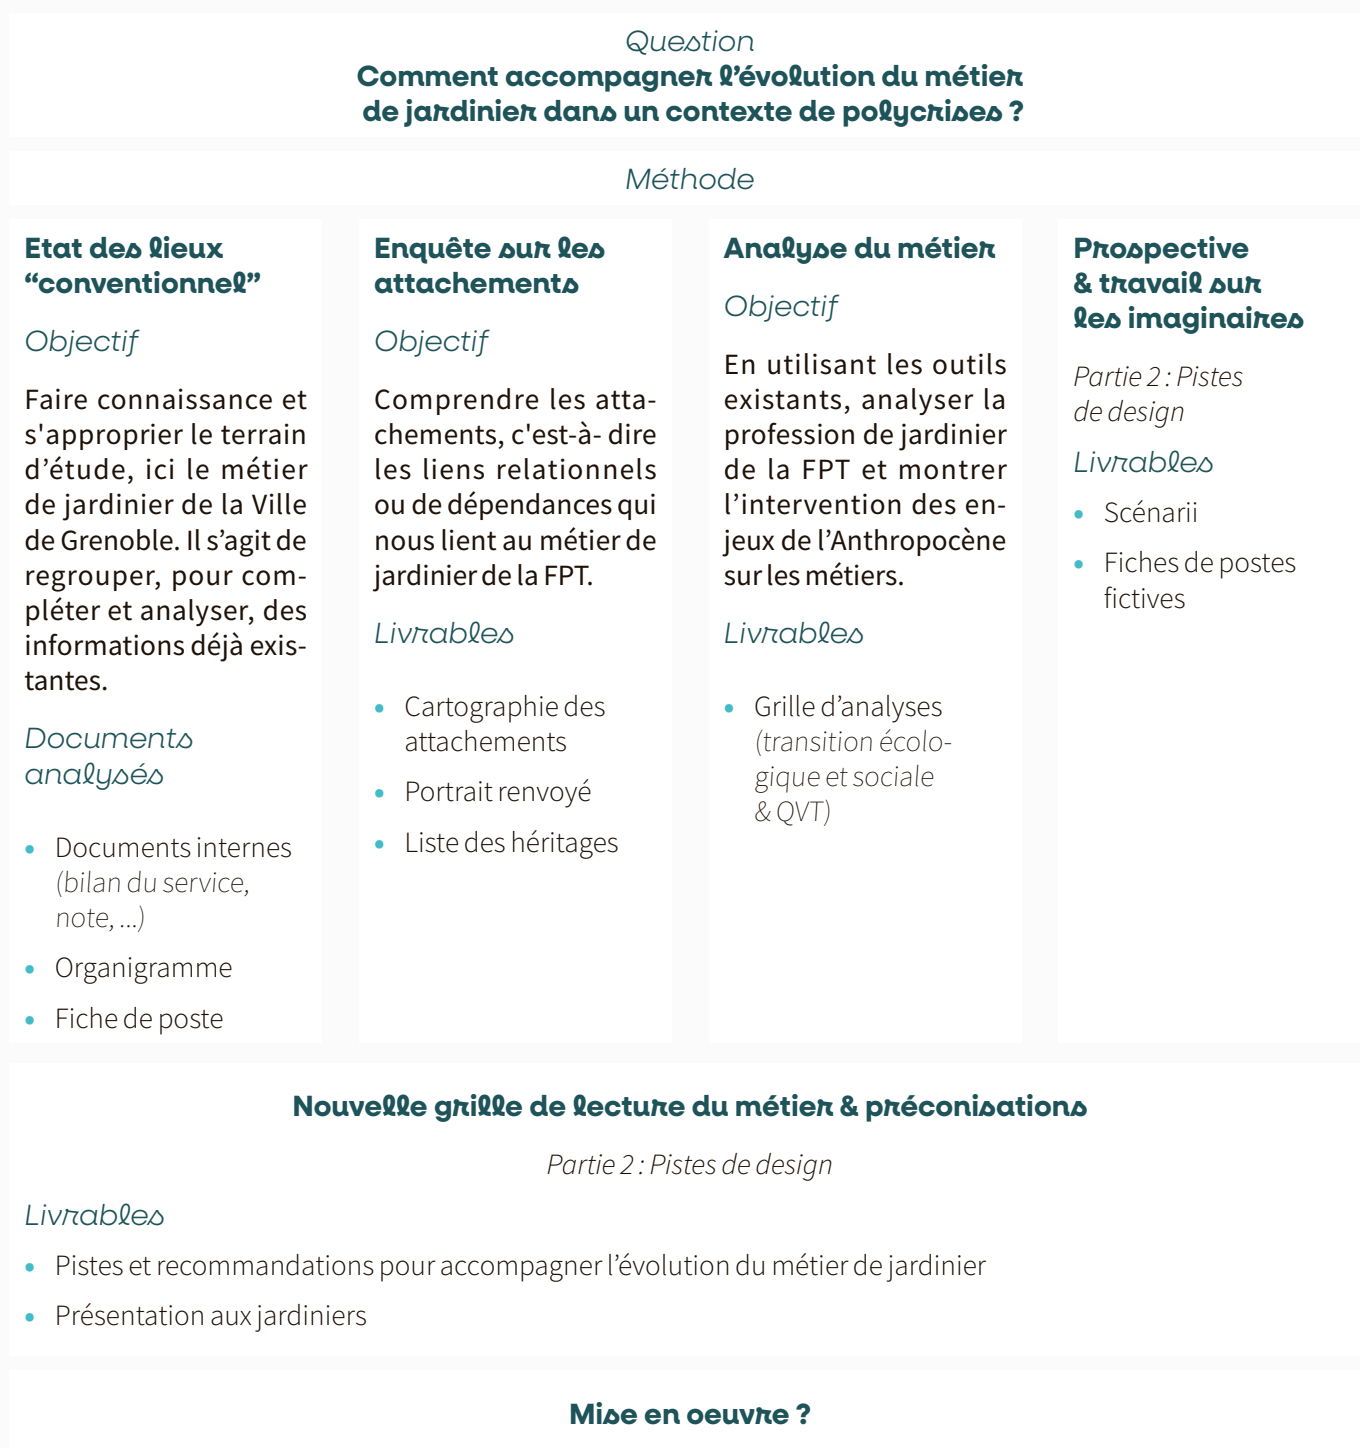 Question
Comment accompagner l’évolution du métier
de jardinier dans un contexte de polycrises ?
Méthode
Etat des lieux
“conventionnel”
Objectif
Faire connaissance et
s'approprier le terrain
d’étude, ici le métier
de jardinier de la Ville
de Grenoble. Il s’agit de
regrouper, pour com-
pléter et analyser, des
informations déjà exis-
tantes.
Documents
analysés
• Documents internes
(bilan du service,
note, ...)
• Organigramme
• Fiche de poste
Enquête sur les
attachements
Objectif
Comprendre les atta-
chements, c'est-à- dire
les liens relationnels
ou de dépendances qui
nous lient au métier de
jardinier de la FPT.
Livrables
• Cartographie des
attachements
• Portrait renvoyé
• Liste des héritages
Analyse du métier
Objectif
En utilisant les outils
existants, analyser la
profession de jardinier
de la FPT et montrer
l’intervention des en-
jeux de l’Anthropocène
sur les métiers.
Livrables
• Grille d’analyses
(transition écolo-
gique et sociale
& QVT)
Prospective
& travail sur
les imaginaires
Partie 2 : Pistes
de design
Livrables
• Scénarii
• Fiches de postes
fictives
Nouvelle grille de lecture du métier & préconisations
Partie 2 : Pistes de design
Livrables
• Pistes et recommandations pour accompagner l’évolution du métier de jardinier
• Présentation aux jardiniers
Mise en oeuvre ?